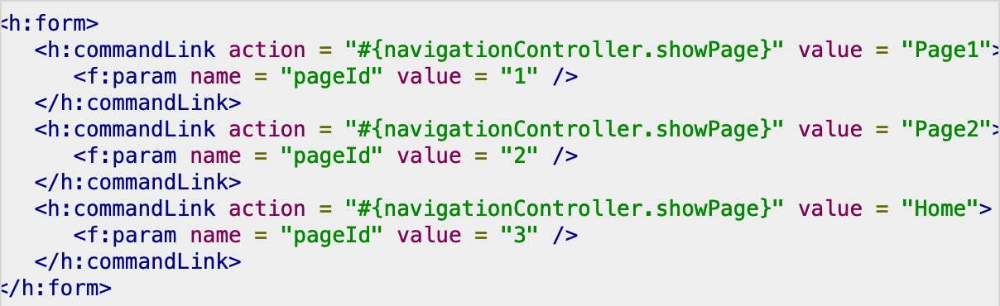 <h:form>
<h:commandLink action = "#{navigationController.showPage}" value = "Page1">
<f:param name = "pageId" value = "1" />
</h:commandLink>
<h:commandLink action = "#{navigationController.showPage}" value = "Page2">
<f:param name = "pageId" value = "2" />
</h:commandLink>
<h:commandLink action = "#{navigationController.showPage}" value = "Home">
<f:param name = "pageId" value = "3" />
</h:commandLink>
</h:form>